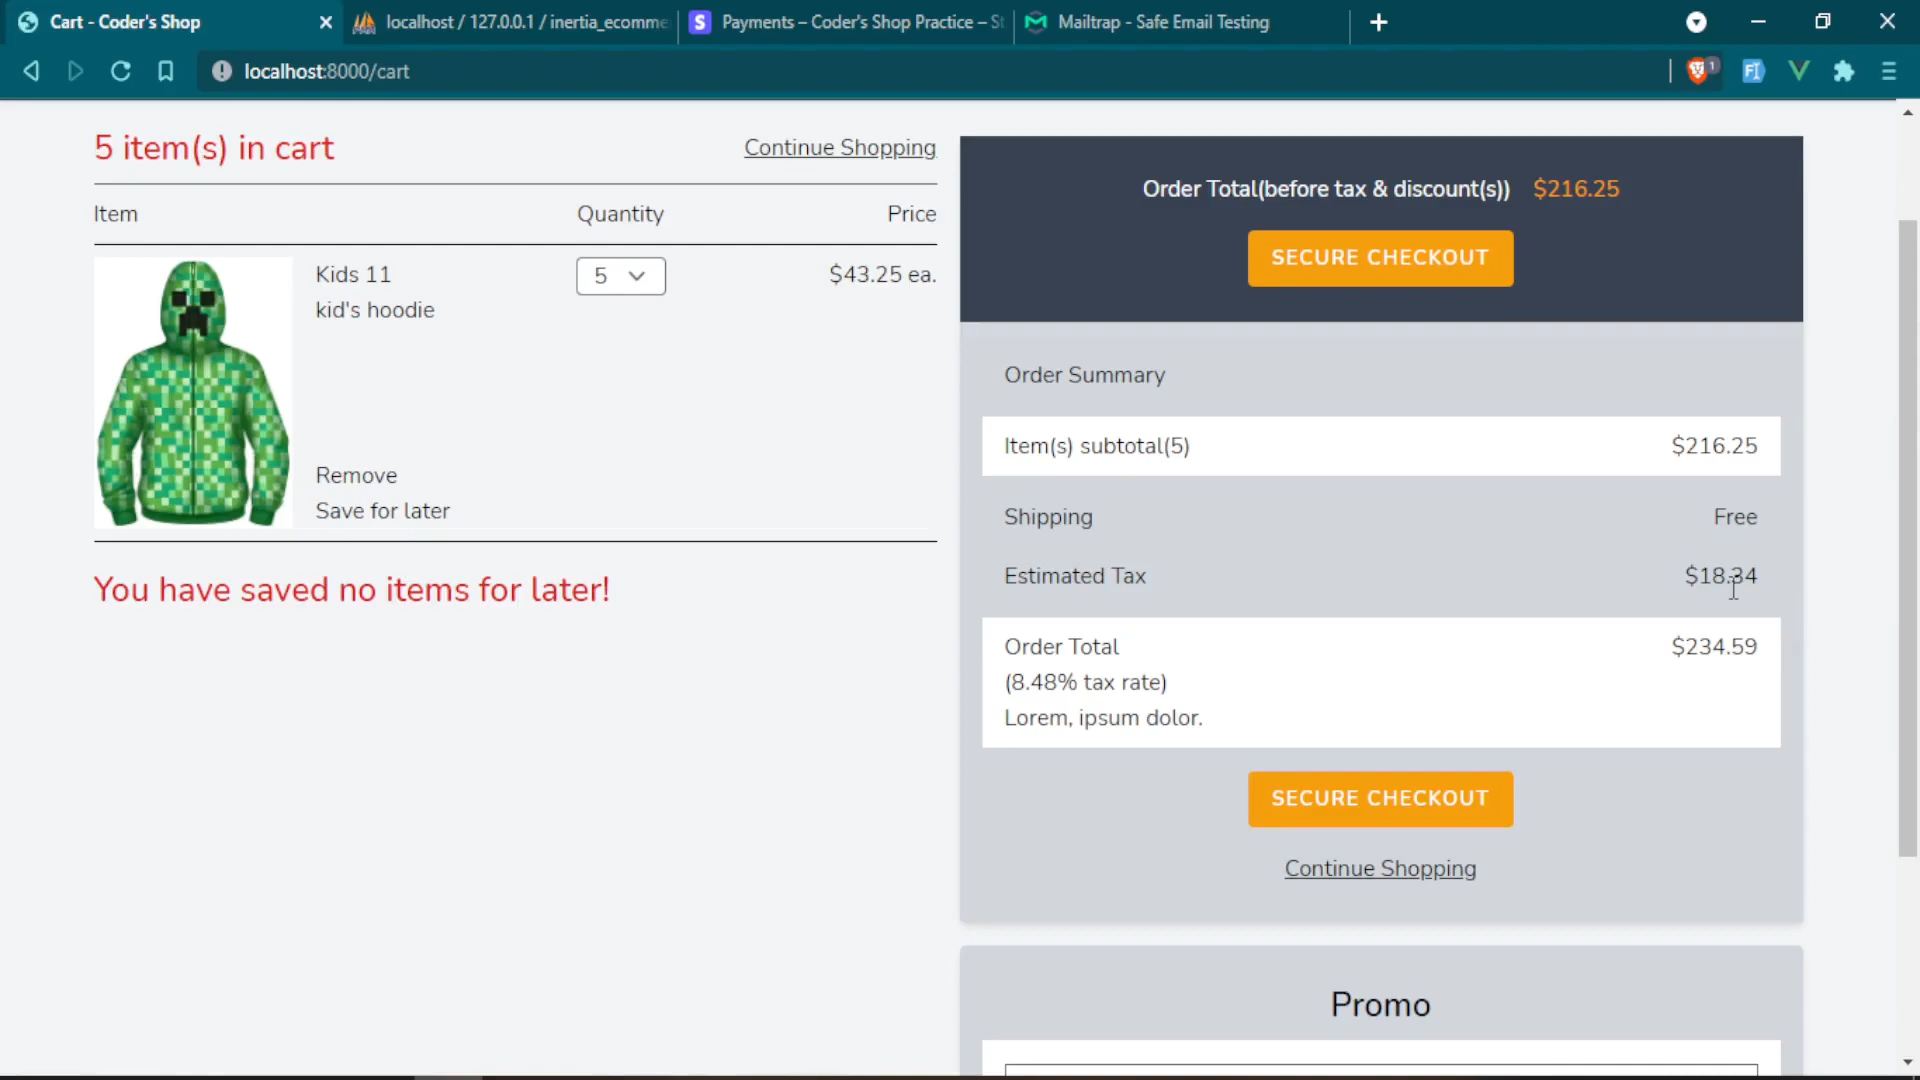 Cart - Coder's Shop
localhost / 127.0.0.1 / inertia_ecomme
Payments – Coder's Shop Practice – St
Mailtrap - Safe Email Testing
localhost:8000/cart
1
5 item(s) in cart
Continue Shopping
Item Quantity Price
Kids 11
kid's hoodie
5
$43.25 ea.
Remove
Save for later
You have saved no items for later!
Order Total(before tax & discount(s)) $216.25
SECURE CHECKOUT
Order Summary
Item(s) subtotal(5) $216.25
Shipping Free
Estimated Tax $18.34
Order Total $234.59
(8.48% tax rate)
Lorem, ipsum dolor.
SECURE CHECKOUT
Continue Shopping
Promo